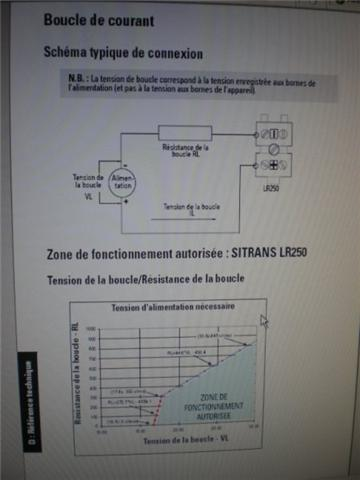 Boucle de courant
Schéma typique de connexion
N.B. : La tension de boucle correspond à la tension enregistrée aux bornes de
l'alimentation (et pas à la tension aux bornes de l'appareil).
Résistance de la
boucle RL
Tension de
la boucle
VL
Alimen-
tation
LR250
Tension de la boucle
IL
Zone de fonctionnement autorisée : SITRANS LR250
Tension de la boucle/Résistance de la boucle
Tension d'alimentation nécessaire
Résistance de la boucle - RL
ZONE DE
FONCTIONNEMENT
AUTORISÉE
Tension de la boucle - VL
D : Référence technique